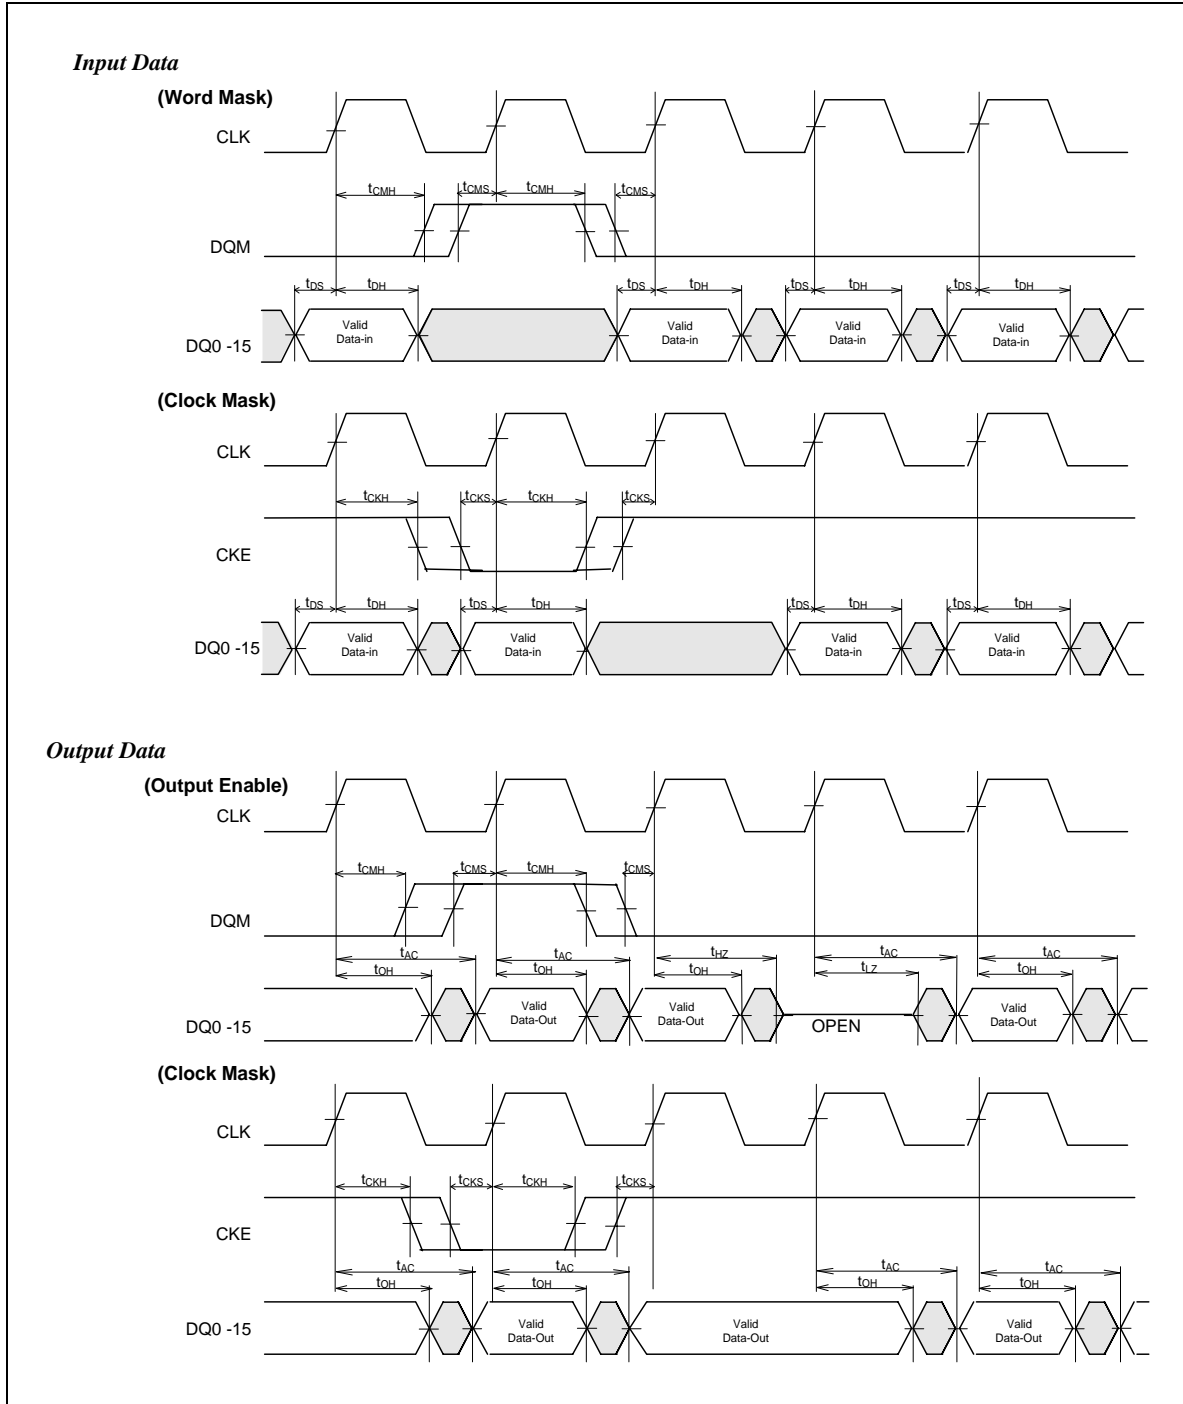 Input Data
(Word Mask)
CLK
tCMH tCMS tCMH tCMS
DQM
tDS tDH tDS tDH tDS tDH tDS tDH
DQ0 -15
Valid Data-in
Valid Data-in
Valid Data-in
Valid Data-in
(Clock Mask)
CLK
tCKH tCKS tCKH tCKS
CKE
tDS tDH tDS tDH tDS tDH tDS tDH
DQ0 -15
Valid Data-in
Valid Data-in
Valid Data-in
Valid Data-in
Output Data
(Output Enable)
CLK
tCMH tCMS tCMH tCMS
DQM
tAC tAC tHZ tAC tAC
tOH tOH tOH tLZ tOH
DQ0 -15
Valid Data-Out
Valid Data-Out
OPEN
Valid Data-Out
(Clock Mask)
CLK
tCKH tCKS tCKH tCKS
CKE
tAC tAC tAC tAC
tOH tOH tOH tOH
DQ0 -15
Valid Data-Out
Valid Data-Out
Valid Data-Out